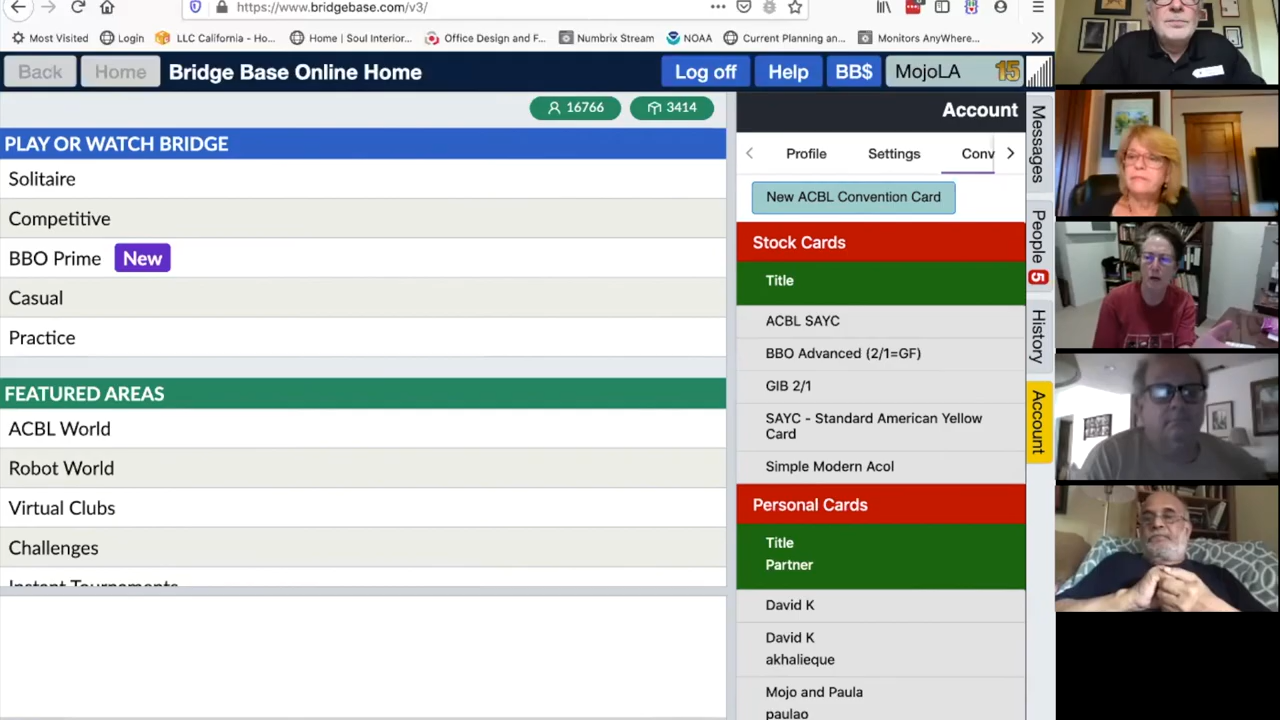 https://www.bridgebase.com/v3/
Most Visited
Login
LLC California - Ho...
Home | Soul Interior...
Office Design and F...
Numbrix Stream
NOAA
Current Planning an...
Monitors AnyWhere...
Back
Home
Bridge Base Online Home
Log off
Help
BB$
MojoLA
15
16766
3414
PLAY OR WATCH BRIDGE
Solitaire
Competitive
BBO Prime New
Casual
Practice
FEATURED AREAS
ACBL World
Robot World
Virtual Clubs
Challenges
Instant Tournaments
Account
Profile
Settings
Conv
New ACBL Convention Card
Stock Cards
Title
ACBL SAYC
BBO Advanced (2/1=GF)
GIB 2/1
SAYC - Standard American Yellow
Card
Simple Modern Acol
Personal Cards
Title
Partner
David K
David K
akhalieque
Mojo and Paula
paulao
Messages
People 5
History
Account